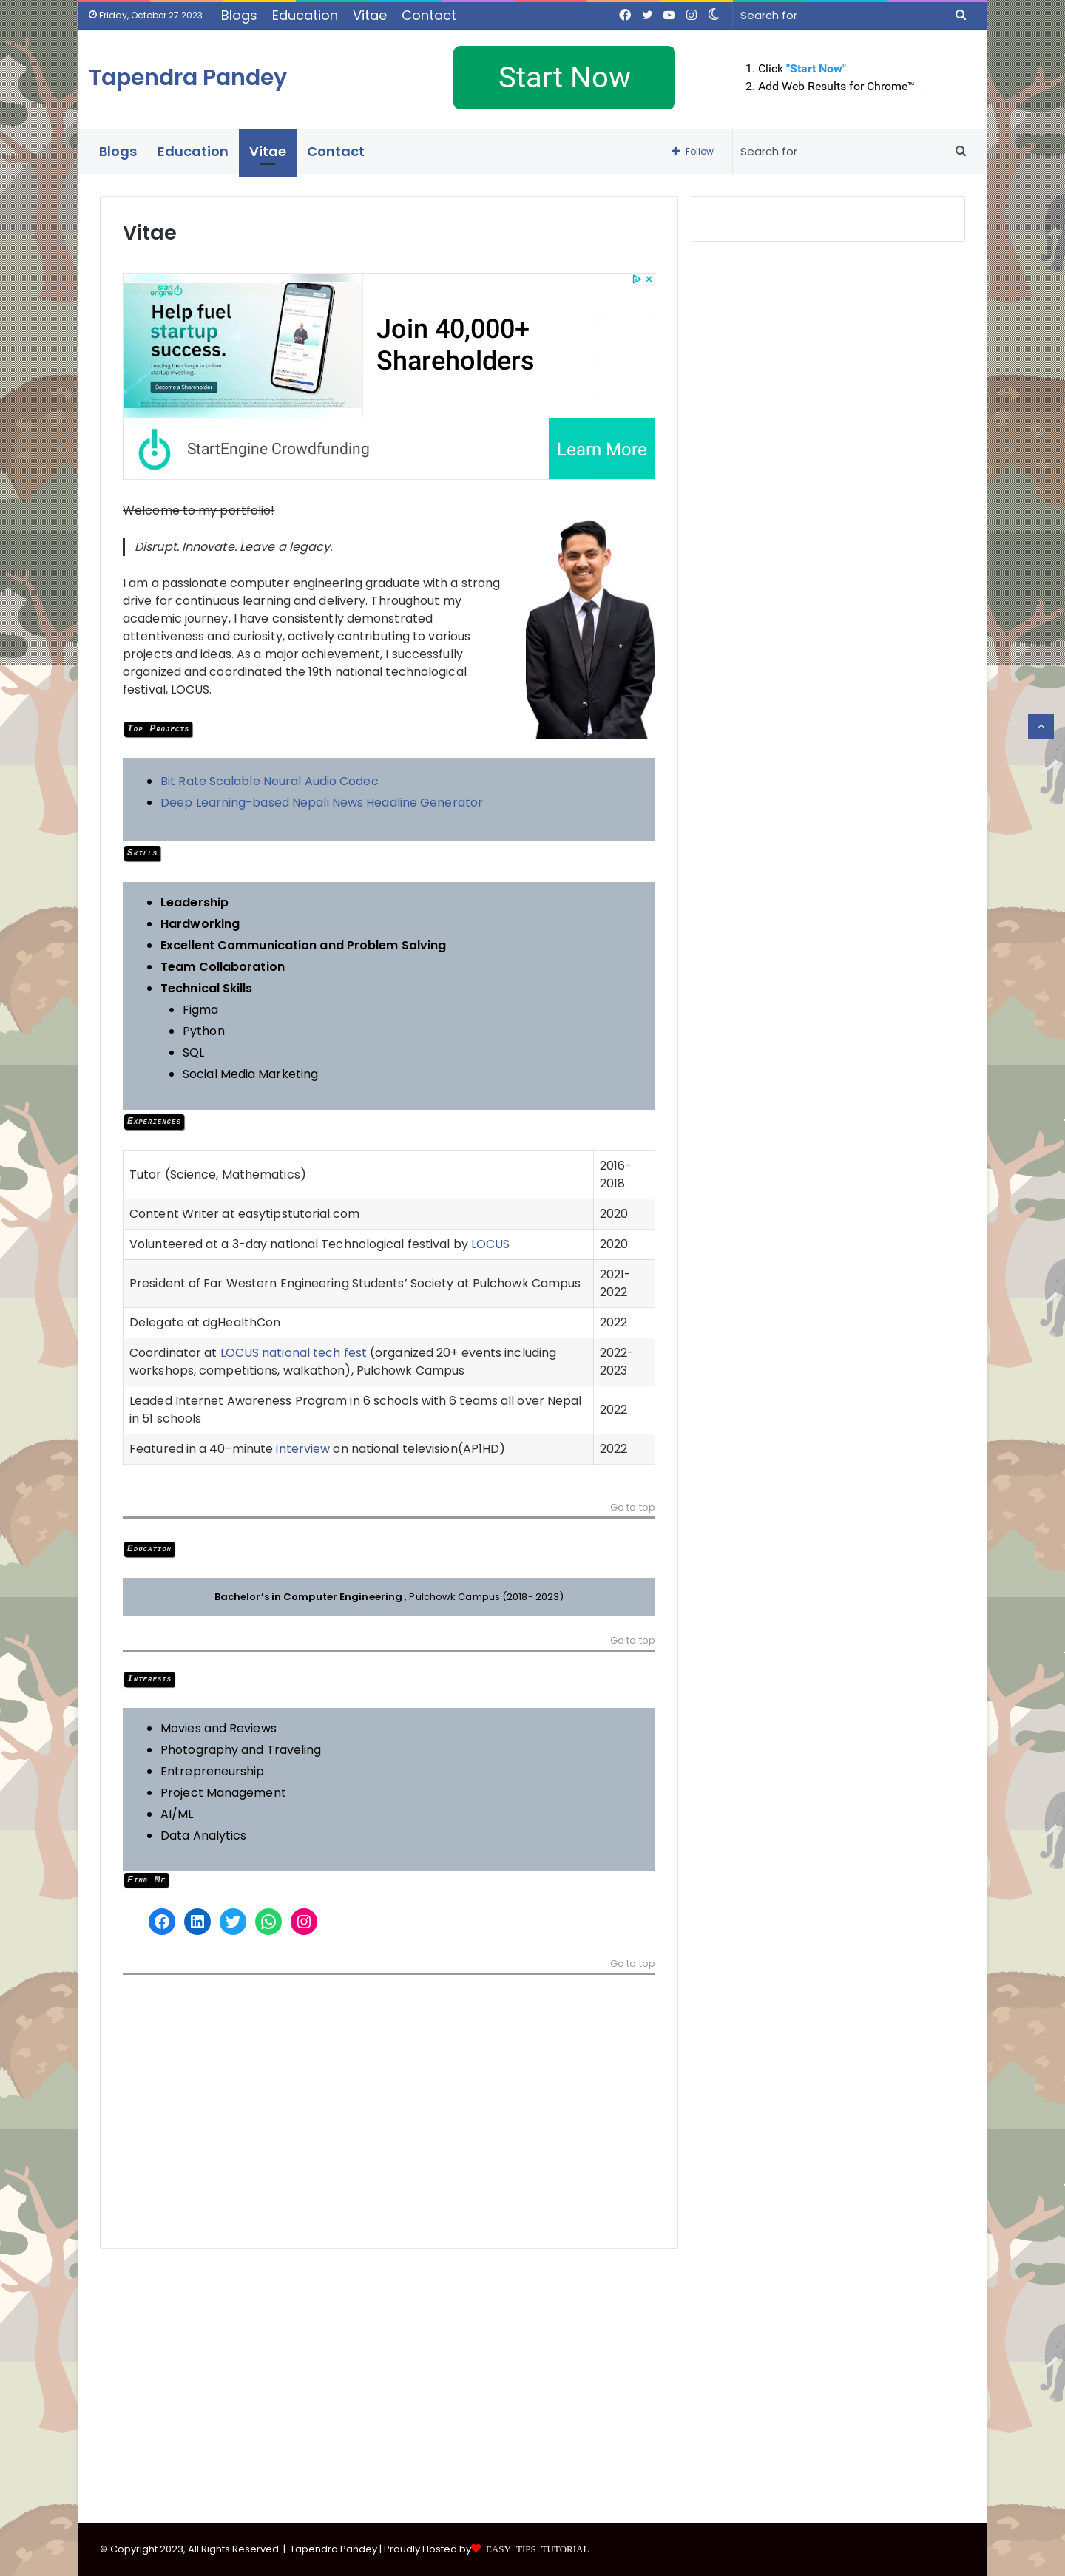 Friday, October 27 2023 Blogs Education Vitae Contact Search for
Tapendra Pandey
Start Now
1. Click "Start Now"
2. Add Web Results for Chrome™
Blogs Education Vitae Contact Follow Search for
Vitae
start engine
Help fuel
startup
success.
Leading the charge in online
startup investing.
Become a Shareholder
Join 40,000+
Shareholders
StartEngine Crowdfunding
Learn More
Welcome to my portfolio!
Disrupt. Innovate. Leave a legacy.
I am a passionate computer engineering graduate with a strong
drive for continuous learning and delivery. Throughout my
academic journey, I have consistently demonstrated
attentiveness and curiosity, actively contributing to various
projects and ideas. As a major achievement, I successfully
organized and coordinated the 19th national technological
festival, LOCUS.
Top Projects
Bit Rate Scalable Neural Audio Codec
Deep Learning-based Nepali News Headline Generator
Skills
Leadership
Hardworking
Excellent Communication and Problem Solving
Team Collaboration
Technical Skills
Figma
Python
SQL
Social Media Marketing
Experiences
Tutor (Science, Mathematics) 2016-
2018
Content Writer at easytipstutorial.com 2020
Volunteered at a 3-day national Technological festival by LOCUS 2020
President of Far Western Engineering Students’ Society at Pulchowk Campus 2021-
2022
Delegate at dgHealthCon 2022
Coordinator at LOCUS national tech fest (organized 20+ events including
workshops, competitions, walkathon), Pulchowk Campus 2022-
2023
Leaded Internet Awareness Program in 6 schools with 6 teams all over Nepal
in 51 schools 2022
Featured in a 40-minute interview on national television(AP1HD) 2022
Go to top
Education
Bachelor’s in Computer Engineering , Pulchowk Campus (2018- 2023)
Go to top
Interests
Movies and Reviews
Photography and Traveling
Entrepreneurship
Project Management
AI/ML
Data Analytics
Find Me
Go to top
© Copyright 2023, All Rights Reserved | Tapendra Pandey | Proudly Hosted by EASY TIPS TUTORIAL